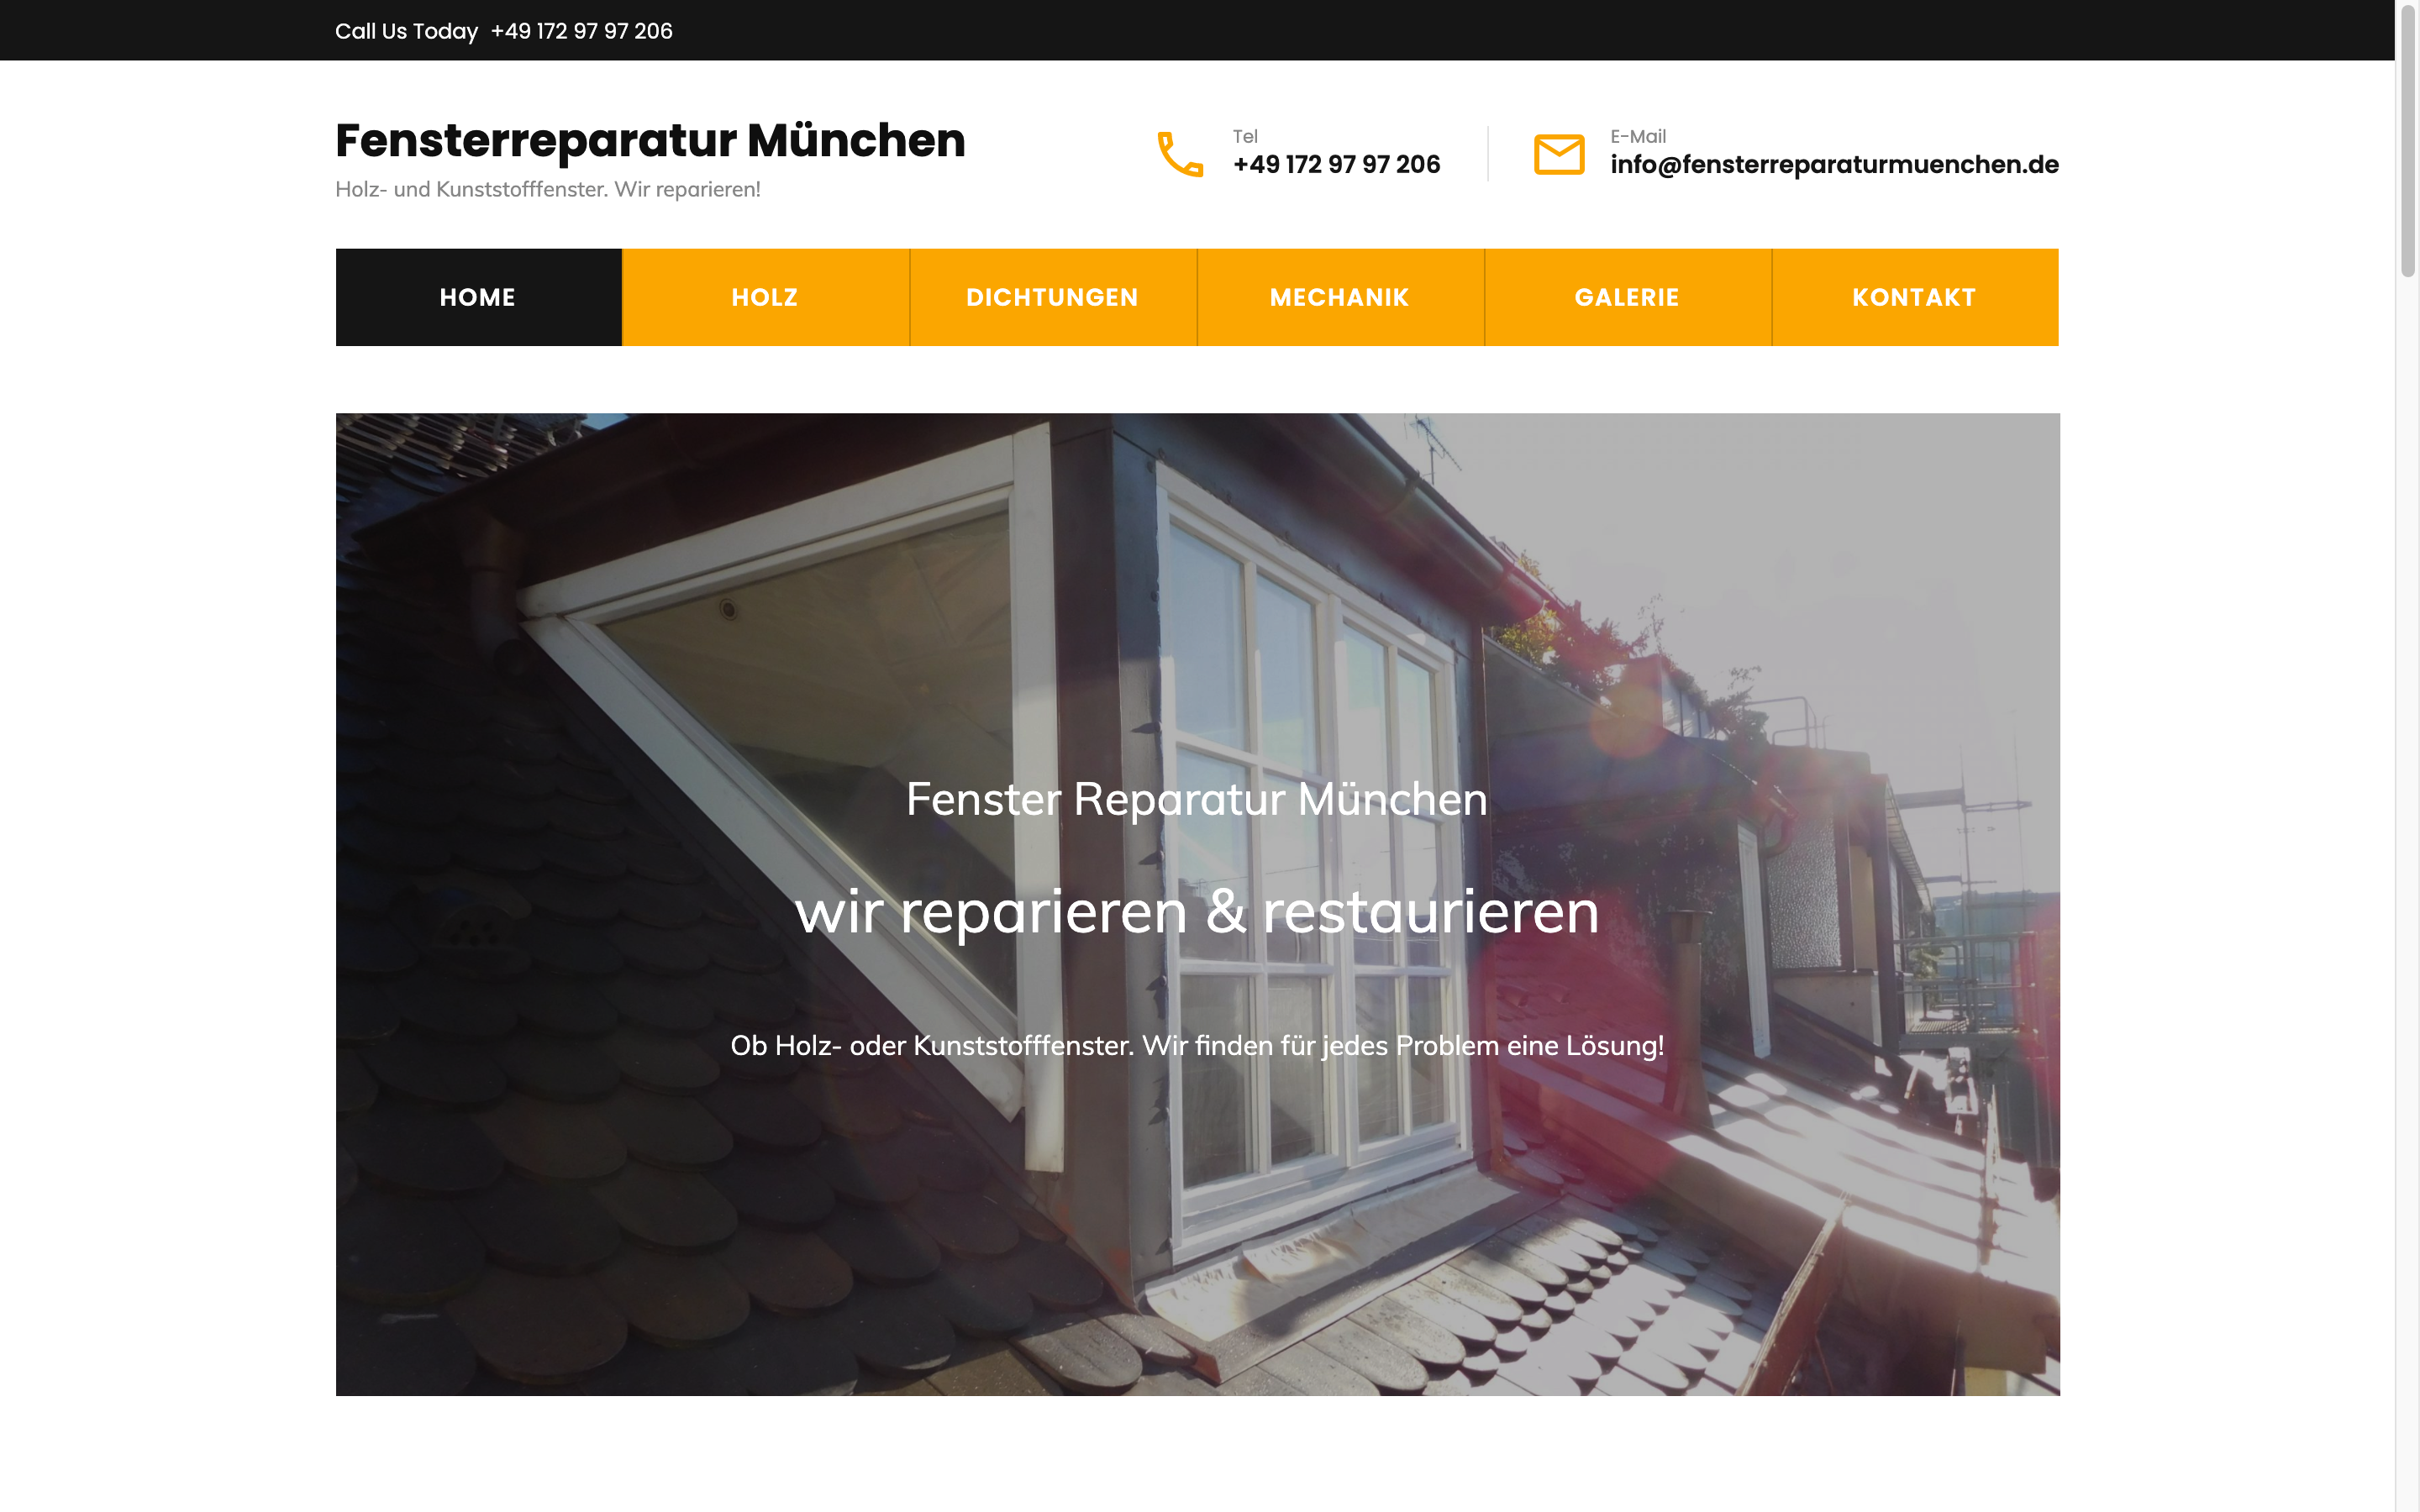 Call Us Today +49 172 97 97 206
Fensterreparatur München
Holz- und Kunststofffenster. Wir reparieren!
Tel
+49 172 97 97 206
E-Mail
info@fensterreparaturmuenchen.de
HOME
HOLZ
DICHTUNGEN
MECHANIK
GALERIE
KONTAKT
Fenster Reparatur München
wir reparieren & restaurieren
Ob Holz- oder Kunststofffenster. Wir finden für jedes Problem eine Lösung!